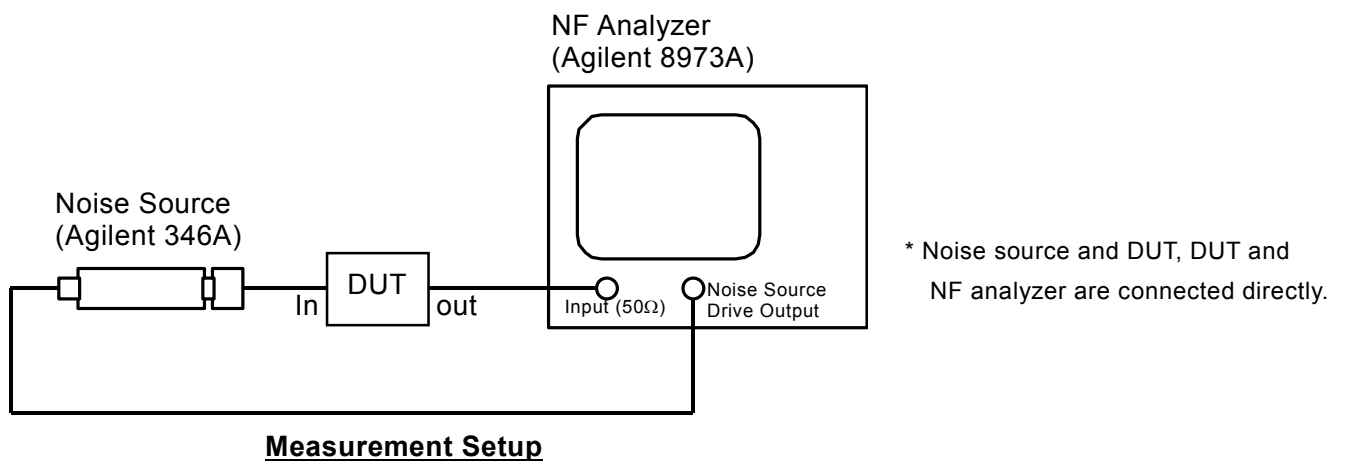 NF Analyzer
(Agilent 8973A)
Noise Source
(Agilent 346A)
In
DUT
out
Input (50Ω)
Noise Source
Drive Output
* Noise source and DUT, DUT and
NF analyzer are connected directly.
Measurement Setup